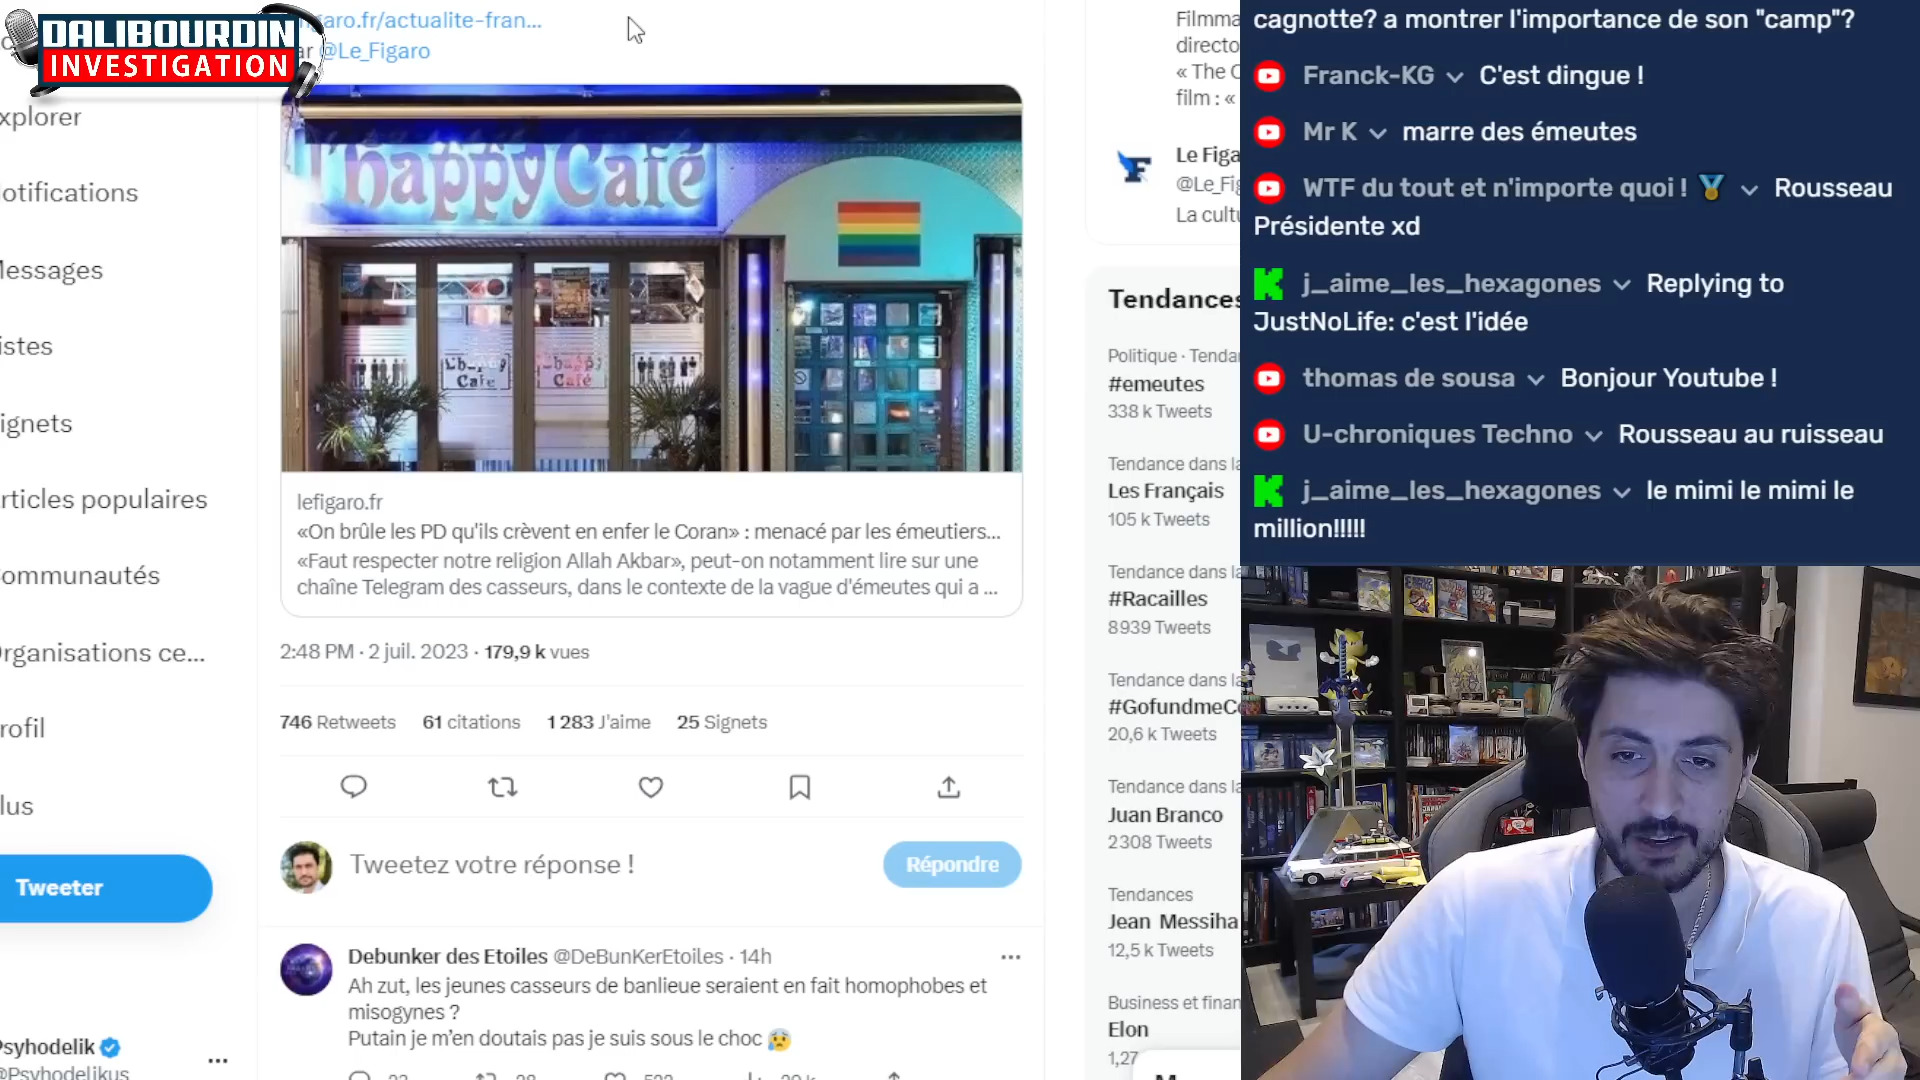 DALIBOURDIN
INVESTIGATION
aro.fr/actualite-fran...
ar @Le_Figaro
xplorer
otifications
essages
istes
ignets
rticles populaires
ommunautés
rganisations ce...
rofil
lus
Tweeter
syhodelik
@Psyhodelikus
l'happy Café
L'happy
Café
L'happy
Café
lefigaro.fr
«On brûle les PD qu'ils crèvent en enfer le Coran» : menacé par les émeutiers...
«Faut respecter notre religion Allah Akbar», peut-on notamment lire sur une
chaîne Telegram des casseurs, dans le contexte de la vague d'émeutes qui a ...
2:48 PM · 2 juil. 2023 · 179,9 k vues
746 Retweets 61 citations 1 283 J'aime 25 Signets
Tweetez votre réponse !
Répondre
Debunker des Etoiles @DeBunKerEtoiles · 14h
Ah zut, les jeunes casseurs de banlieue seraient en fait homophobes et
misogynes ?
Putain je m'en doutais pas je suis sous le choc 😰
Filmma
directo
« The C
film : «
Le Figa
@Le_Fig
La cultu
Tendances
Politique · Tenda
#emeutes
338 k Tweets
Tendance dans la
Les Français
105 k Tweets
Tendance dans la
#Racailles
8939 Tweets
Tendance dans la
#GofundmeCo
20,6 k Tweets
Tendance dans la
Juan Branco
2308 Tweets
Tendances
Jean Messiha
12,5 k Tweets
Business et finan
Elon
1,27
cagnotte? a montrer l'importance de son "camp"?
Franck-KG C'est dingue !
Mr K marre des émeutes
WTF du tout et n'importe quoi ! 🏅 Rousseau
Présidente xd
j_aime_les_hexagones Replying to
JustNoLife: c'est l'idée
thomas de sousa Bonjour Youtube !
U-chroniques Techno Rousseau au ruisseau
j_aime_les_hexagones le mimi le mimi le
million!!!!!